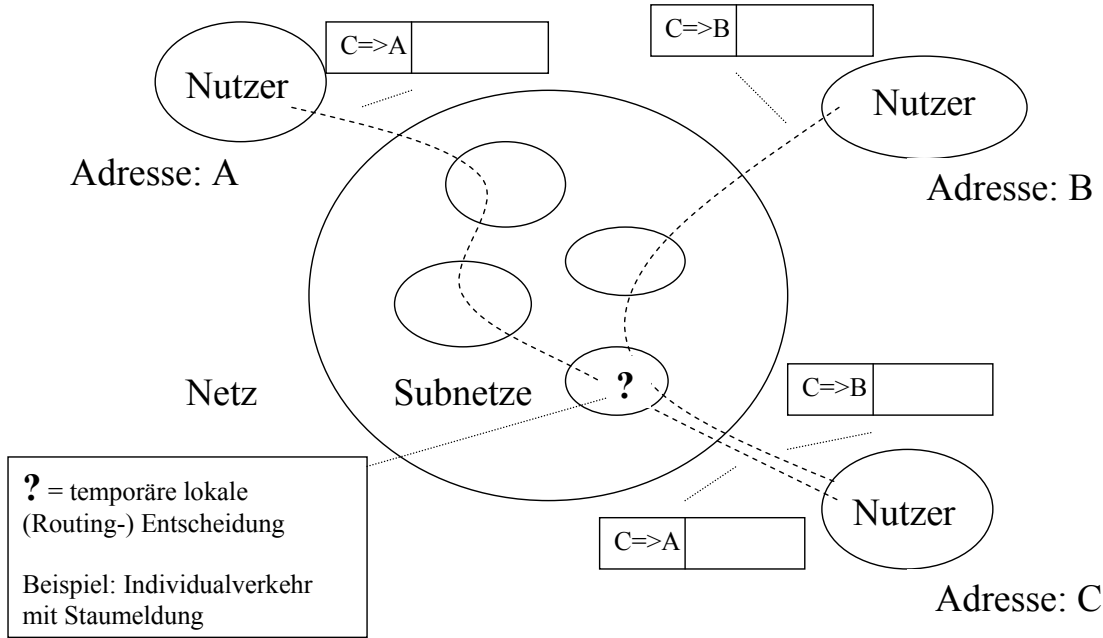 C=>A
C=>B
Nutzer
Nutzer
Adresse: A
Adresse: B
?
C=>B
Netz
Subnetze
? = temporäre lokale
(Routing-) Entscheidung
Beispiel: Individualverkehr
mit Staumeldung
C=>A
Nutzer
Adresse: C